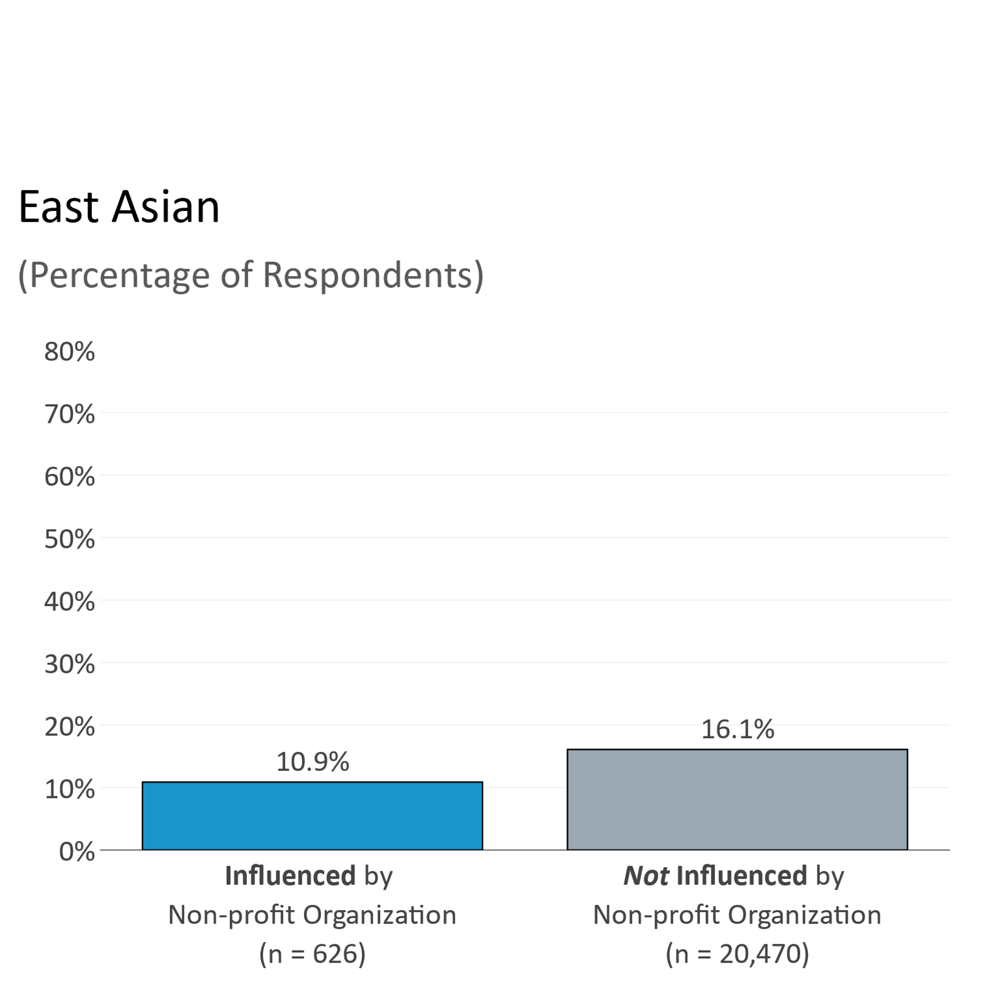 East Asian
(Percentage of Respondents)
80%
70%
60%
50%
40%
30%
20%
10%
0%
10.9%
16.1%
Influenced by
Non-profit Organization
(n = 626)
Not Influenced by
Non-profit Organization
(n = 20,470)